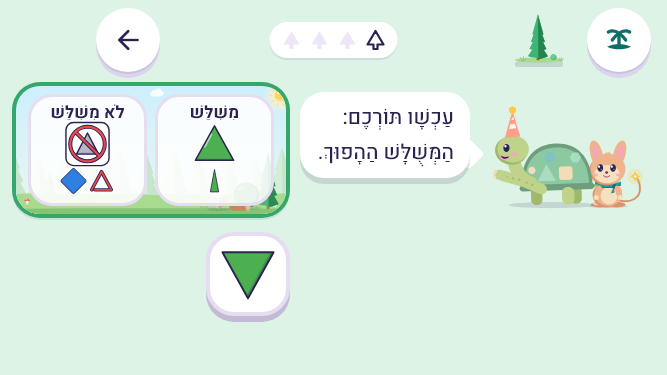 עַכְשָׁו תּוֹרְכֶם:
הַמְּשֻׁלָּשׁ הַהָפוּךְ.
משלש
לא משלש